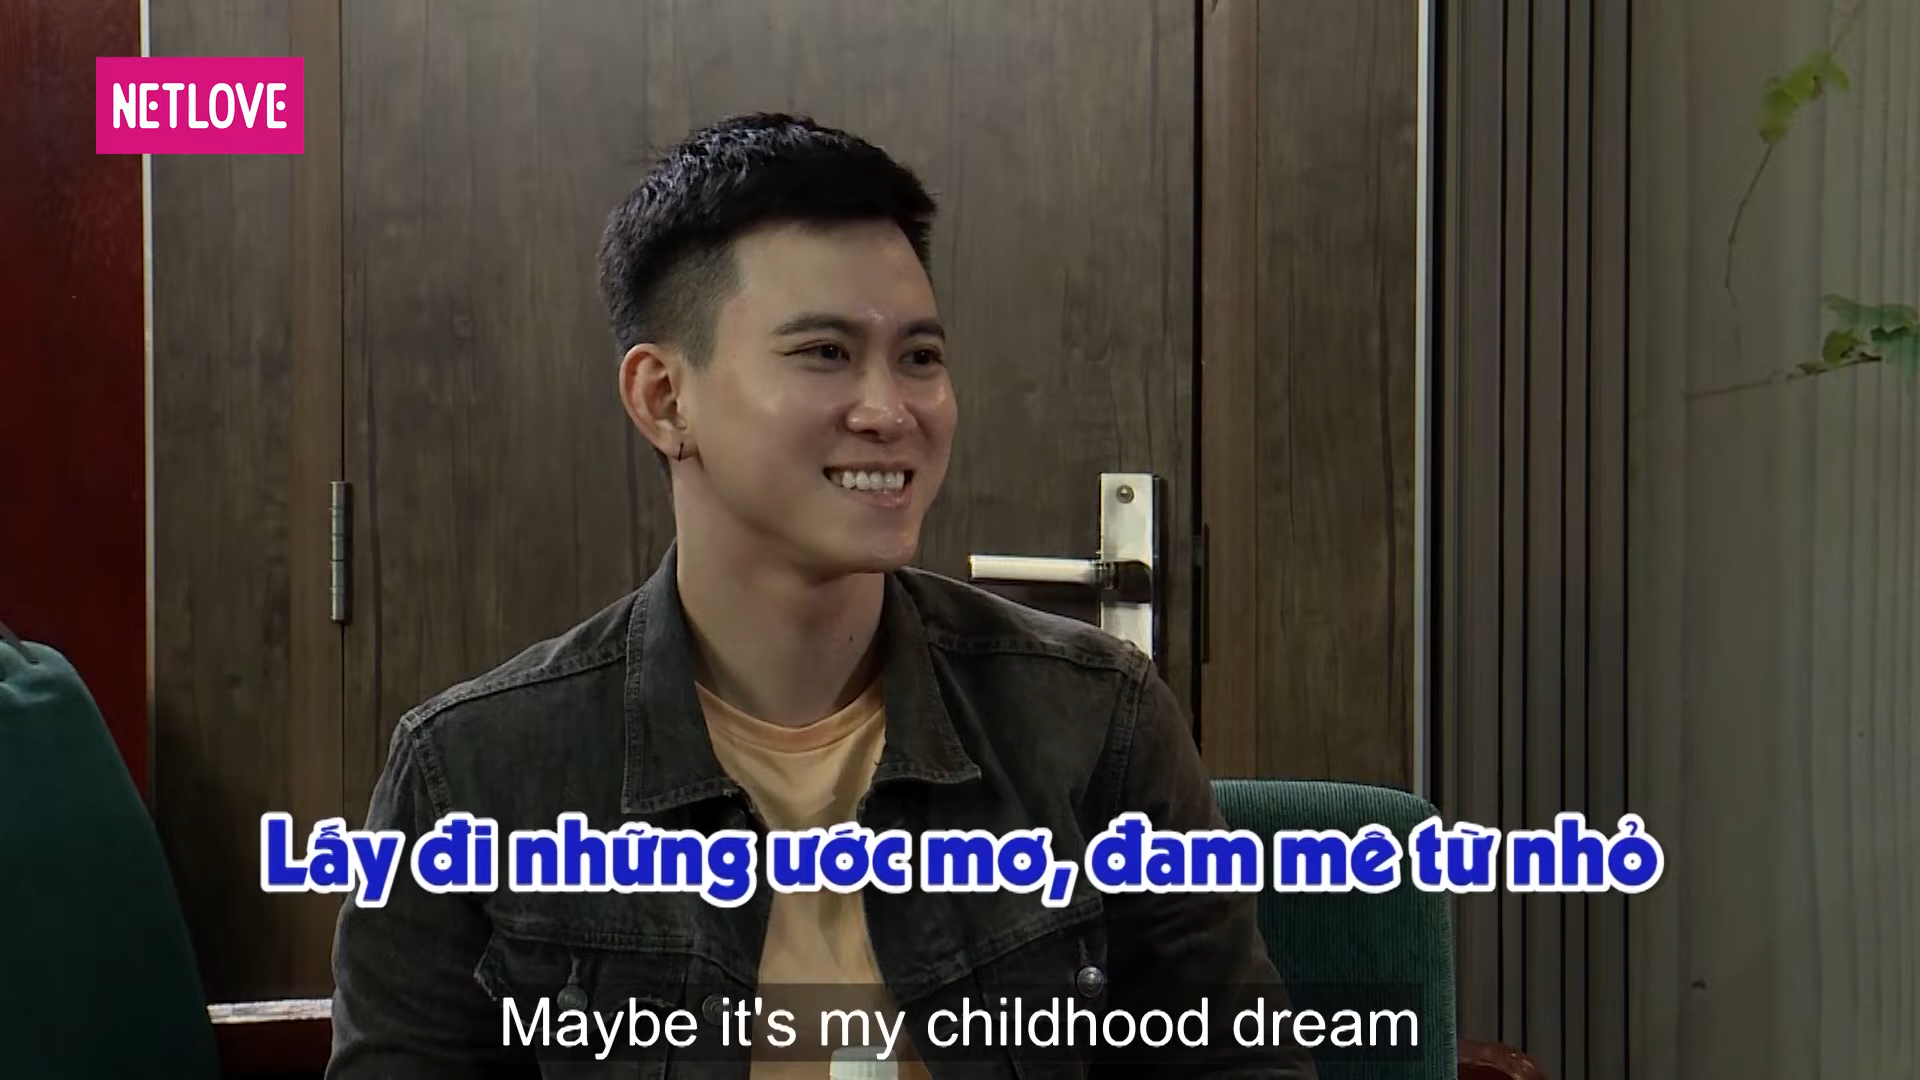 NETLOVE
Lấy đi những ước mơ, đam mê từ nhỏ
Maybe it's my childhood dream